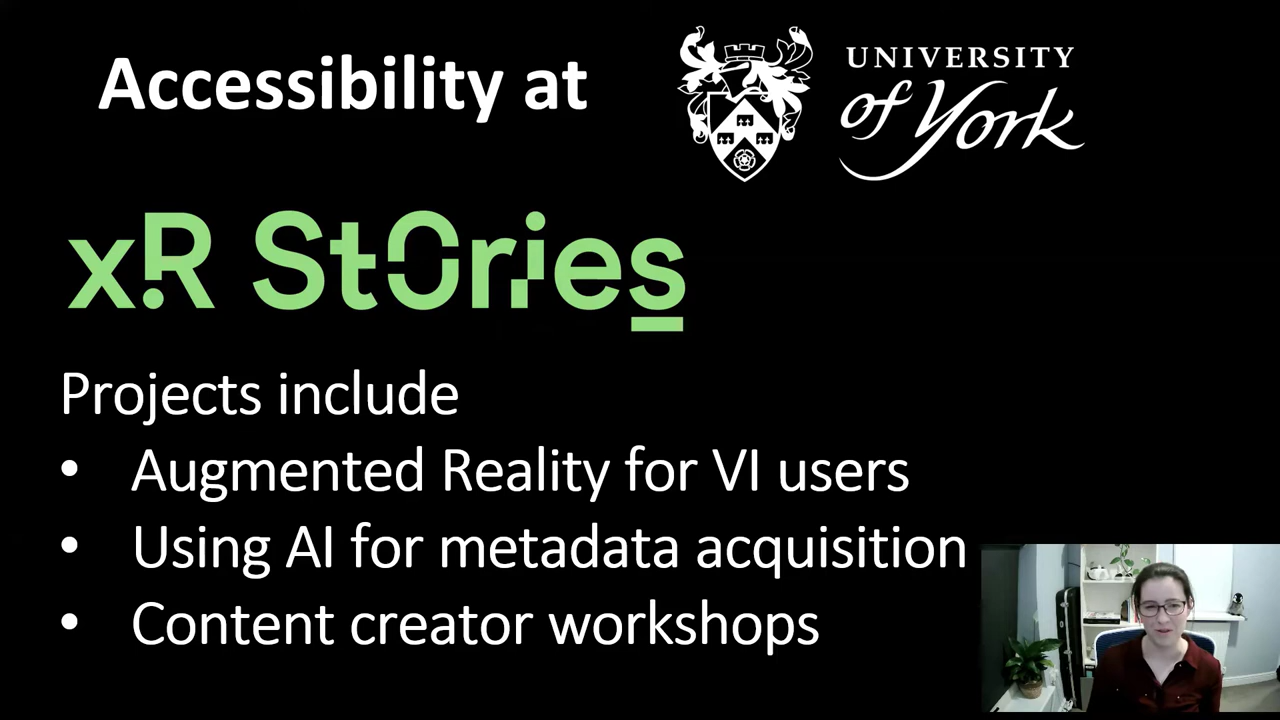 Accessibility at
UNIVERSITY
of York
xR StOries
Projects include
• Augmented Reality for VI users
• Using AI for metadata acquisition
• Content creator workshops